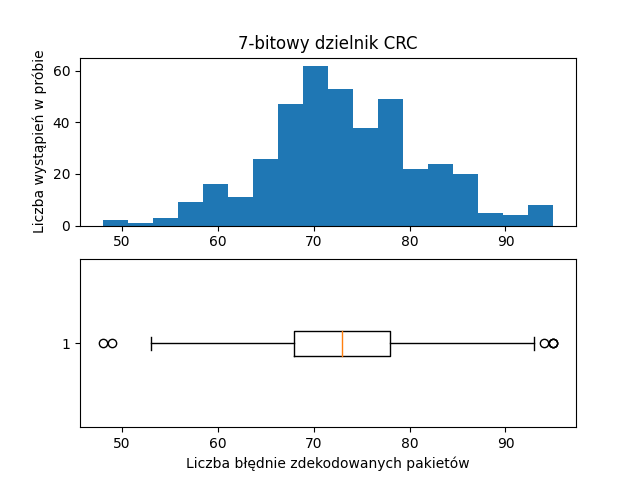 7-bitowy dzielnik CRC
Liczba wystąpień w próbie
60
40
20
0
50 60 70 80 90
1
50 60 70 80 90
Liczba błędnie zdekodowanych pakietów